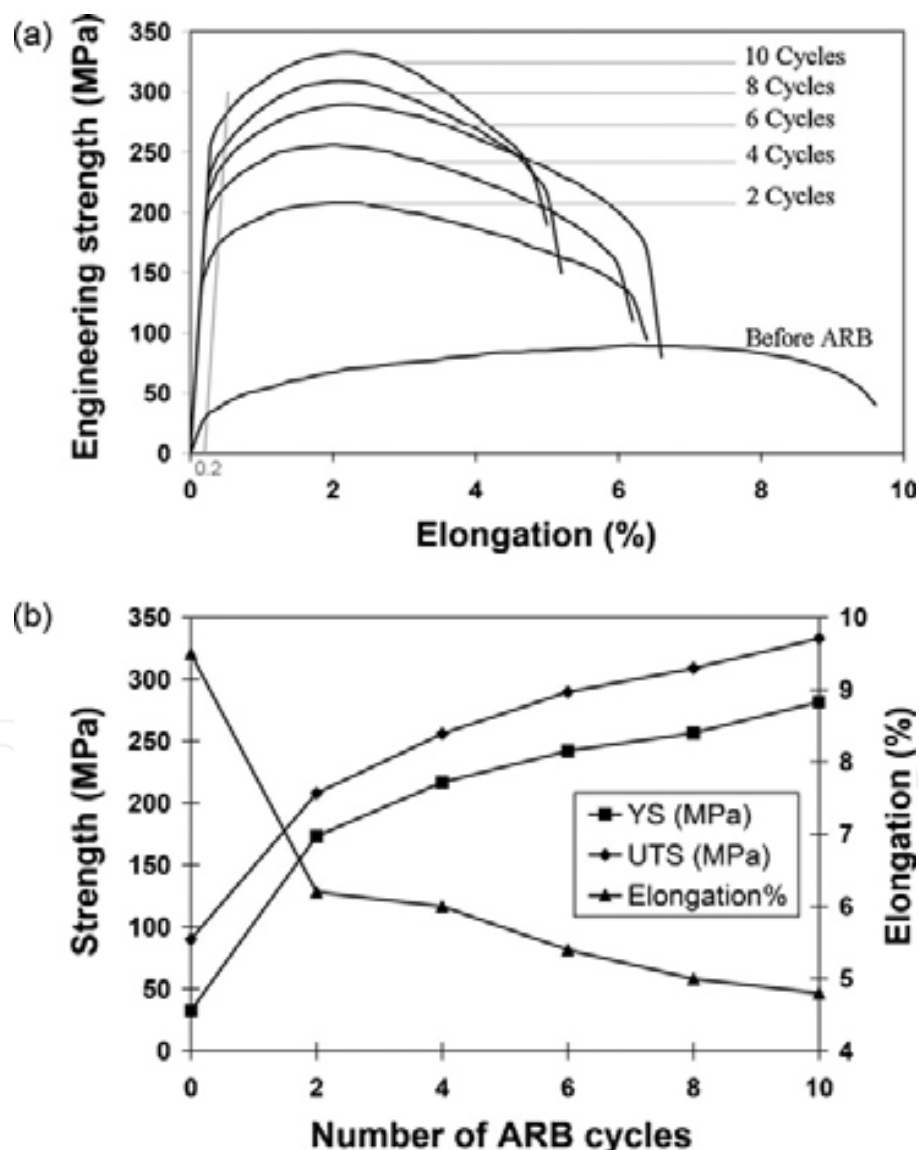 (a)
Engineering strength (MPa)
350
300
250
200
150
100
50
0
10 Cycles
8 Cycles
6 Cycles
4 Cycles
2 Cycles
Before ARB
0.2
0 2 4 6 8 10
Elongation (%)
(b)
Strength (MPa)
350
300
250
200
150
100
50
0
YS (MPa)
UTS (MPa)
Elongation%
10
9
8
7
6
5
4
Elongation (%)
0 2 4 6 8 10
Number of ARB cycles